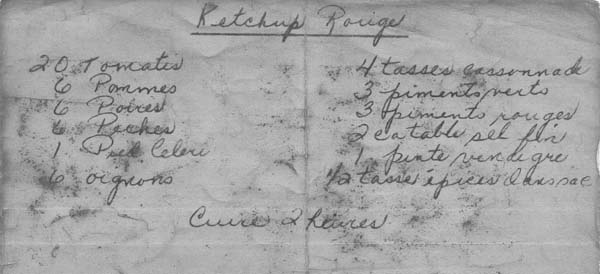 Ketchup Rouge
20 Tomates
6 Pommes
6 Poires
6 Peches
1 Pied Celeri
6 oignons
4 tasses cassonnade
3 piments verts
3 piments rouges
2 c a table sel fin
1 pinte vinaigre
1/2 tasse épices dans sac
Cuire 2 heures